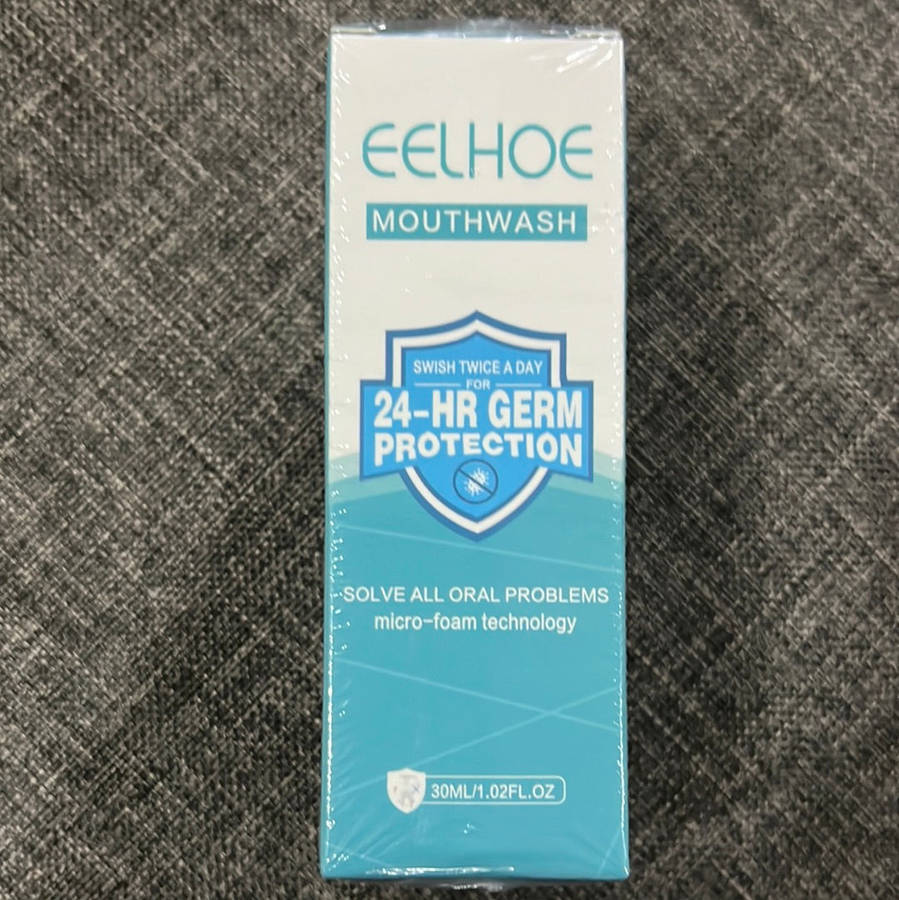 EELHOE
MOUTHWASH
SWISH TWICE A DAY
FOR
24-HR GERM
PROTECTION
SOLVE ALL ORAL PROBLEMS
micro-foam technology
30ML/1.02FL.OZ